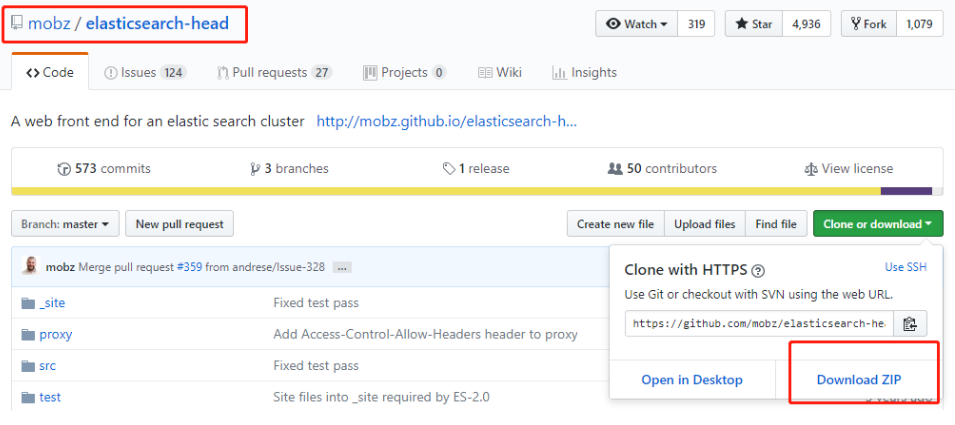 mobz / elasticsearch-head
Watch 319 Star 4,936 Fork 1,079
Code Issues 124 Pull requests 27 Projects 0 Wiki Insights
A web front end for an elastic search cluster http://mobz.github.io/elasticsearch-h...
573 commits 3 branches 1 release 50 contributors View license
Branch: master New pull request Create new file Upload files Find file Clone or download
mobz Merge pull request #359 from andrese/Issue-328 ...
Clone with HTTPS ? Use SSH
Use Git or checkout with SVN using the web URL.
https://github.com/mobz/elasticsearch-hea
Open in Desktop Download ZIP
_site Fixed test pass
proxy Add Access-Control-Allow-Headers header to proxy
src Fixed test pass
test Site files into _site required by ES-2.0